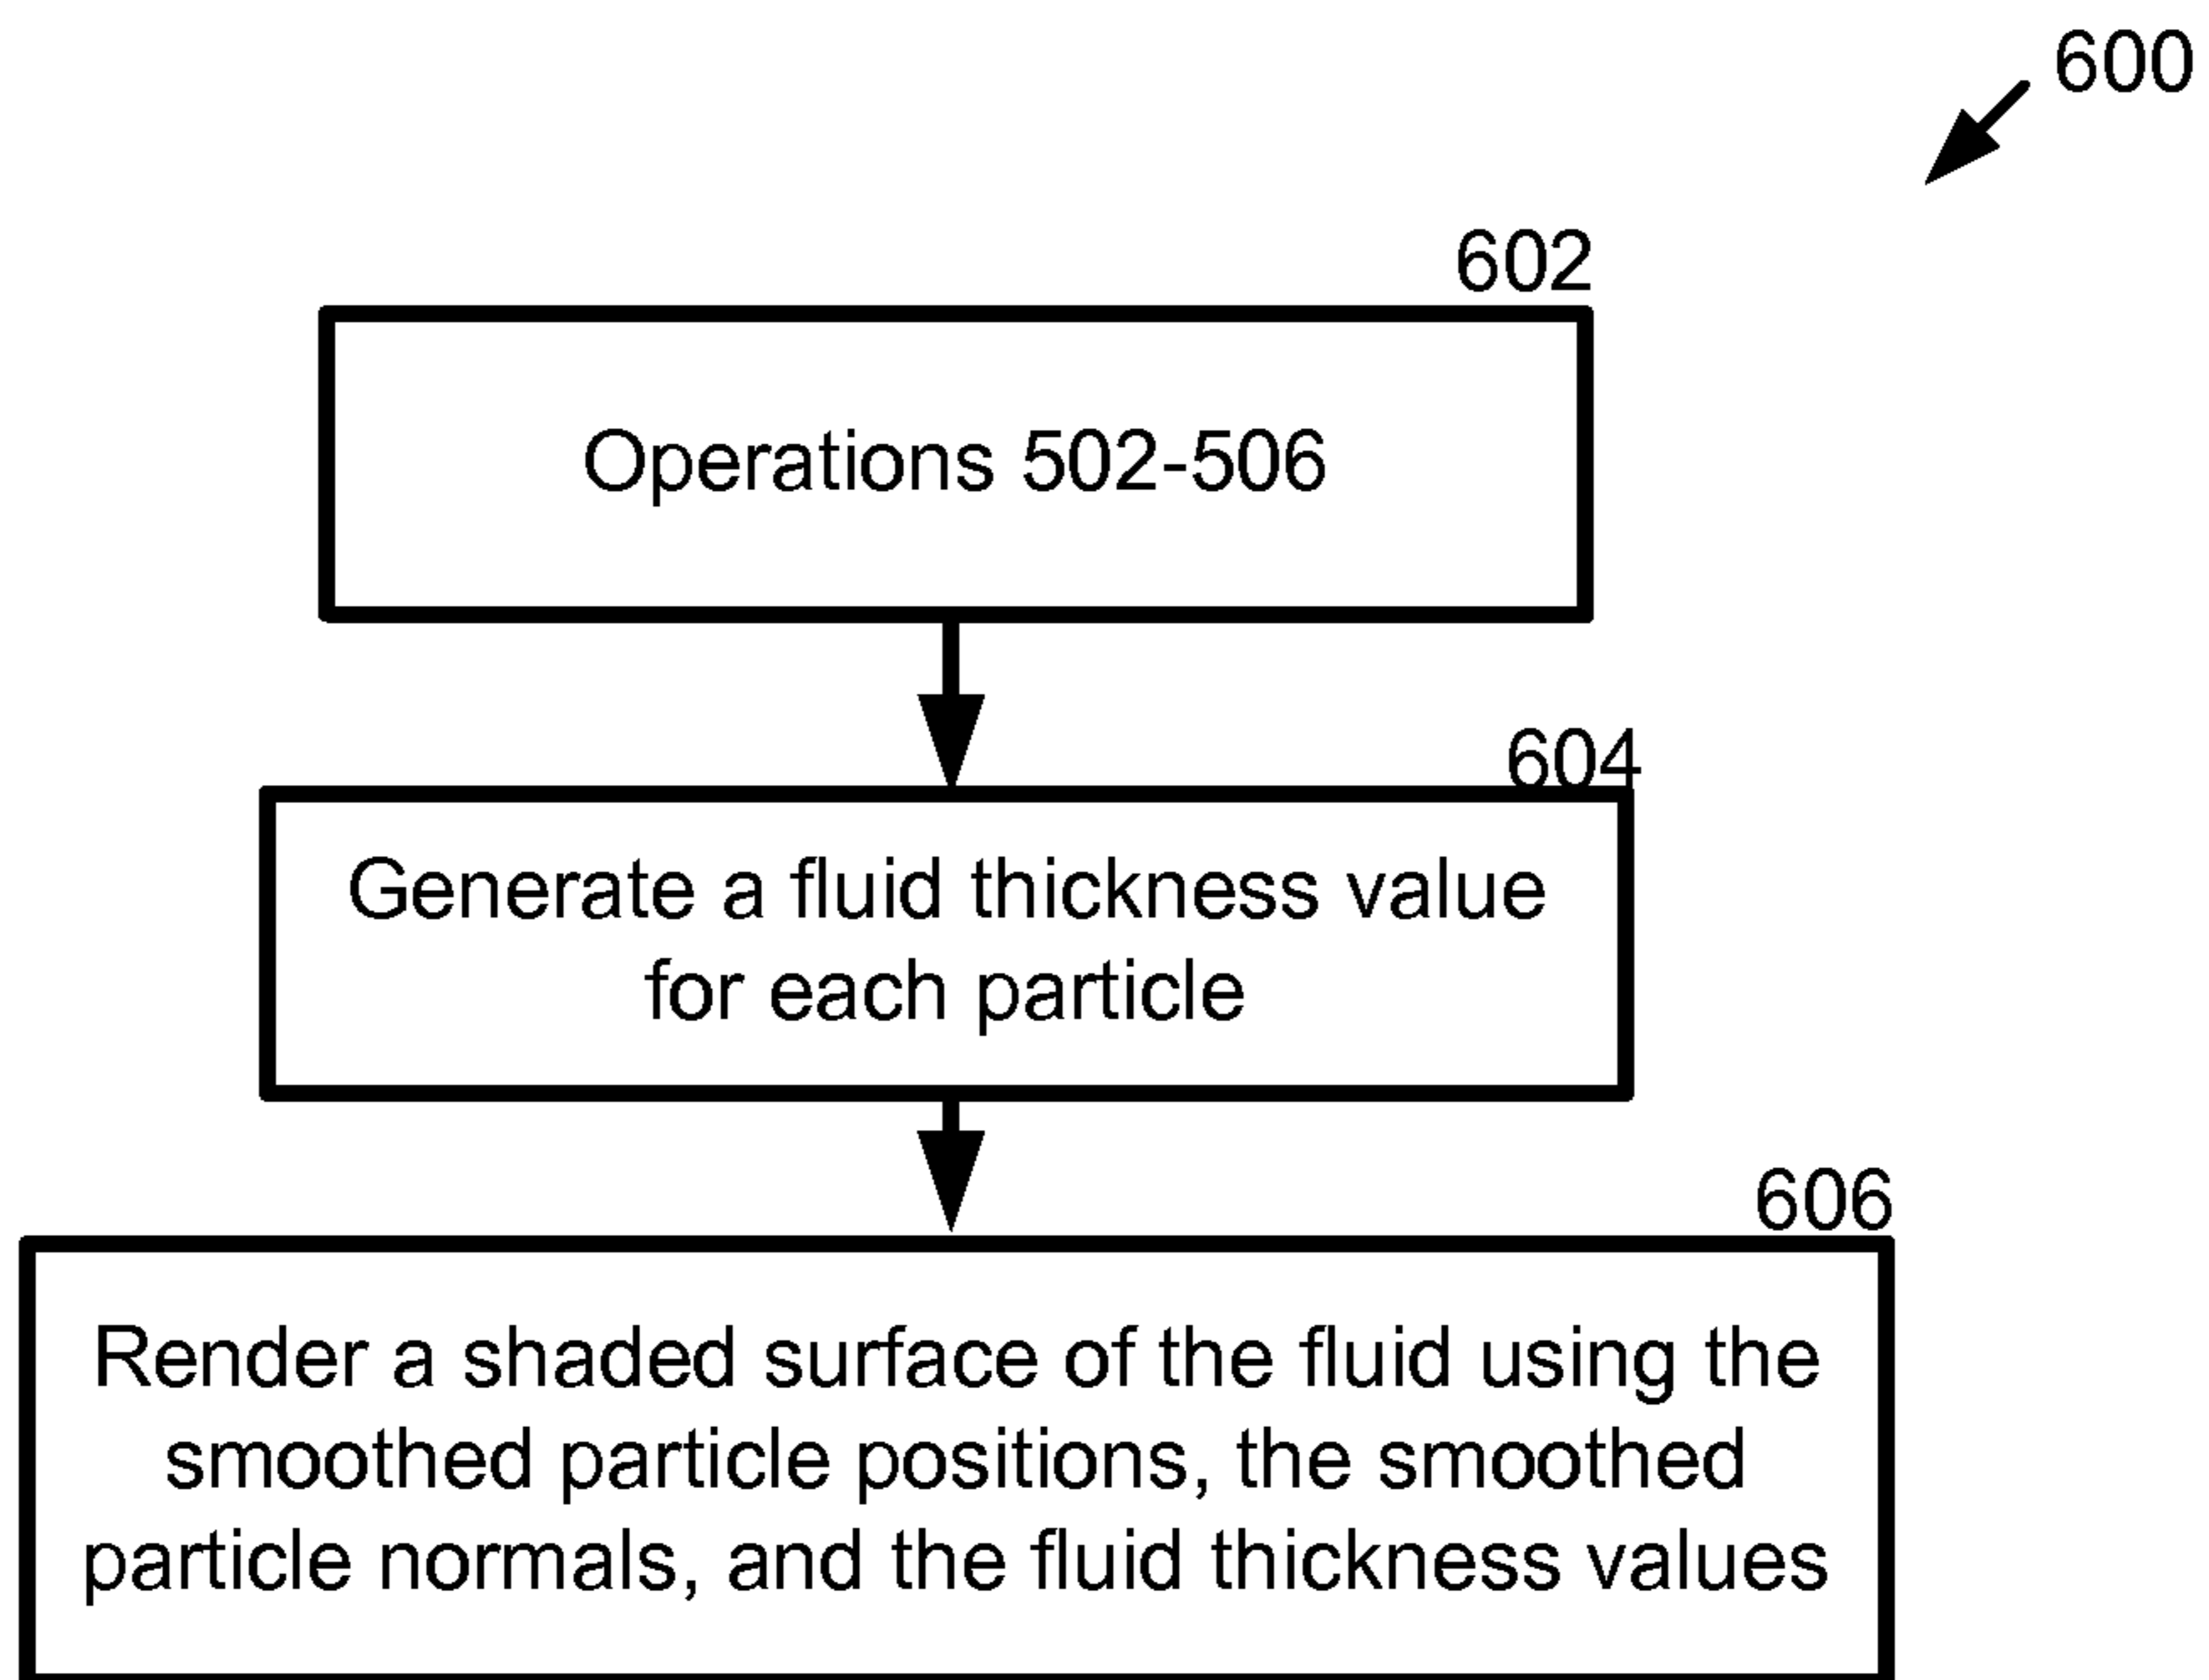 600
602
Operations 502-506
604
Generate a fluid thickness value
for each particle
606
Render a shaded surface of the fluid using the
smoothed particle positions, the smoothed
particle normals, and the fluid thickness values